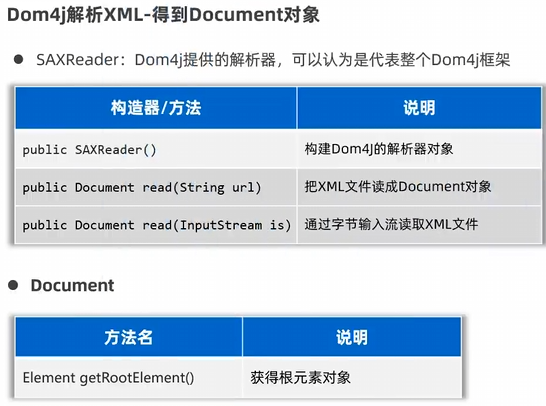 Dom4j解析XML-得到Document对象
● SAXReader：Dom4j提供的解析器，可以认为是代表整个Dom4j框架
构造器/方法 说明
public SAXReader() 构建Dom4J的解析器对象
public Document read(String url) 把XML文件读成Document对象
public Document read(InputStream is) 通过字节输入流读取XML文件
● Document
方法名 说明
Element getRootElement() 获得根元素对象